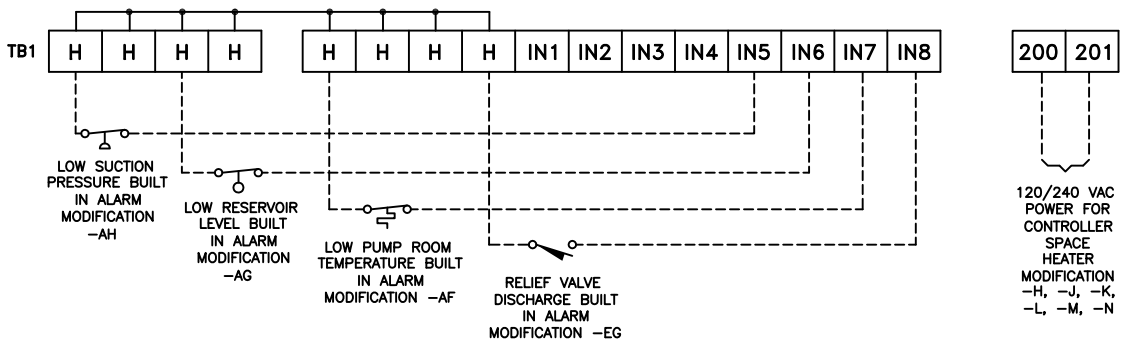 TB1 H H H H H H H H IN1 IN2 IN3 IN4 IN5 IN6 IN7 IN8 200 201
LOW SUCTION
PRESSURE BUILT
IN ALARM
MODIFICATION
-AH
LOW RESERVOIR
LEVEL BUILT
IN ALARM
MODIFICATION
-AG
LOW PUMP ROOM
TEMPERATURE BUILT
IN ALARM
MODIFICATION -AF
RELIEF VALVE
DISCHARGE BUILT
IN ALARM
MODIFICATION -EG
120/240 VAC
POWER FOR
CONTROLLER
SPACE
HEATER
MODIFICATION
-H, -J, -K,
-L, -M, -N